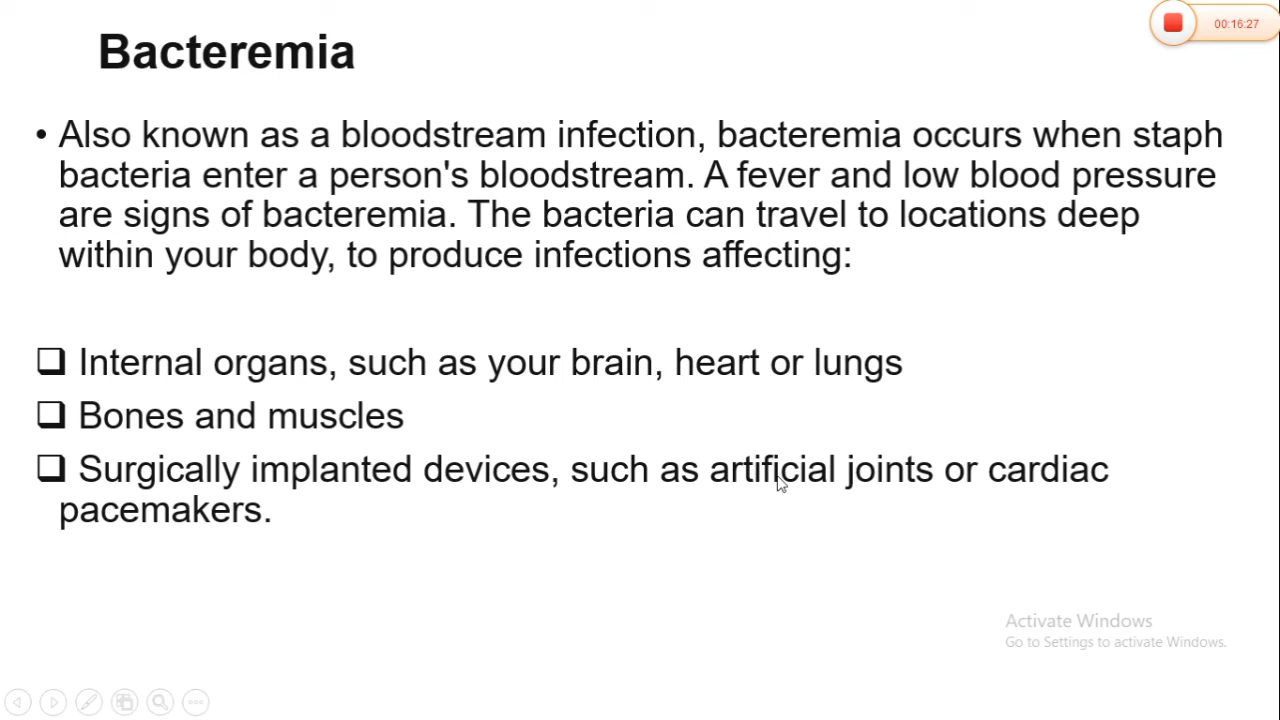 Bacteremia
00:16:27
• Also known as a bloodstream infection, bacteremia occurs when staph
bacteria enter a person's bloodstream. A fever and low blood pressure
are signs of bacteremia. The bacteria can travel to locations deep
within your body, to produce infections affecting:
❑ Internal organs, such as your brain, heart or lungs
❑ Bones and muscles
❑ Surgically implanted devices, such as artificial joints or cardiac
pacemakers.
Activate Windows
Go to Settings to activate Windows.